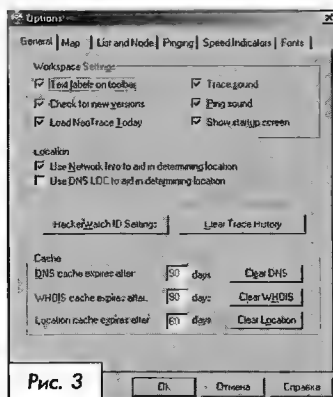 Options
General Map List and Node Pinging Speed Indicators Fonts
Workspace Settings
Text labels on toolbar
Trace sound
Check for new versions
Ping sound
Load NeoTrace Today
Show startup screen
Location
Use Network Info to aid in determining location
Use DNS LOC to aid in determining location
HackerWatch ID Settings
Clear Trace History
Cache
DNS cache expires after 90 days Clear DNS
WHOIS cache expires after. 90 days Clear WHOIS
Location cache expires after 60 days Clear Location
Рис. 3
OK Отмена Справка